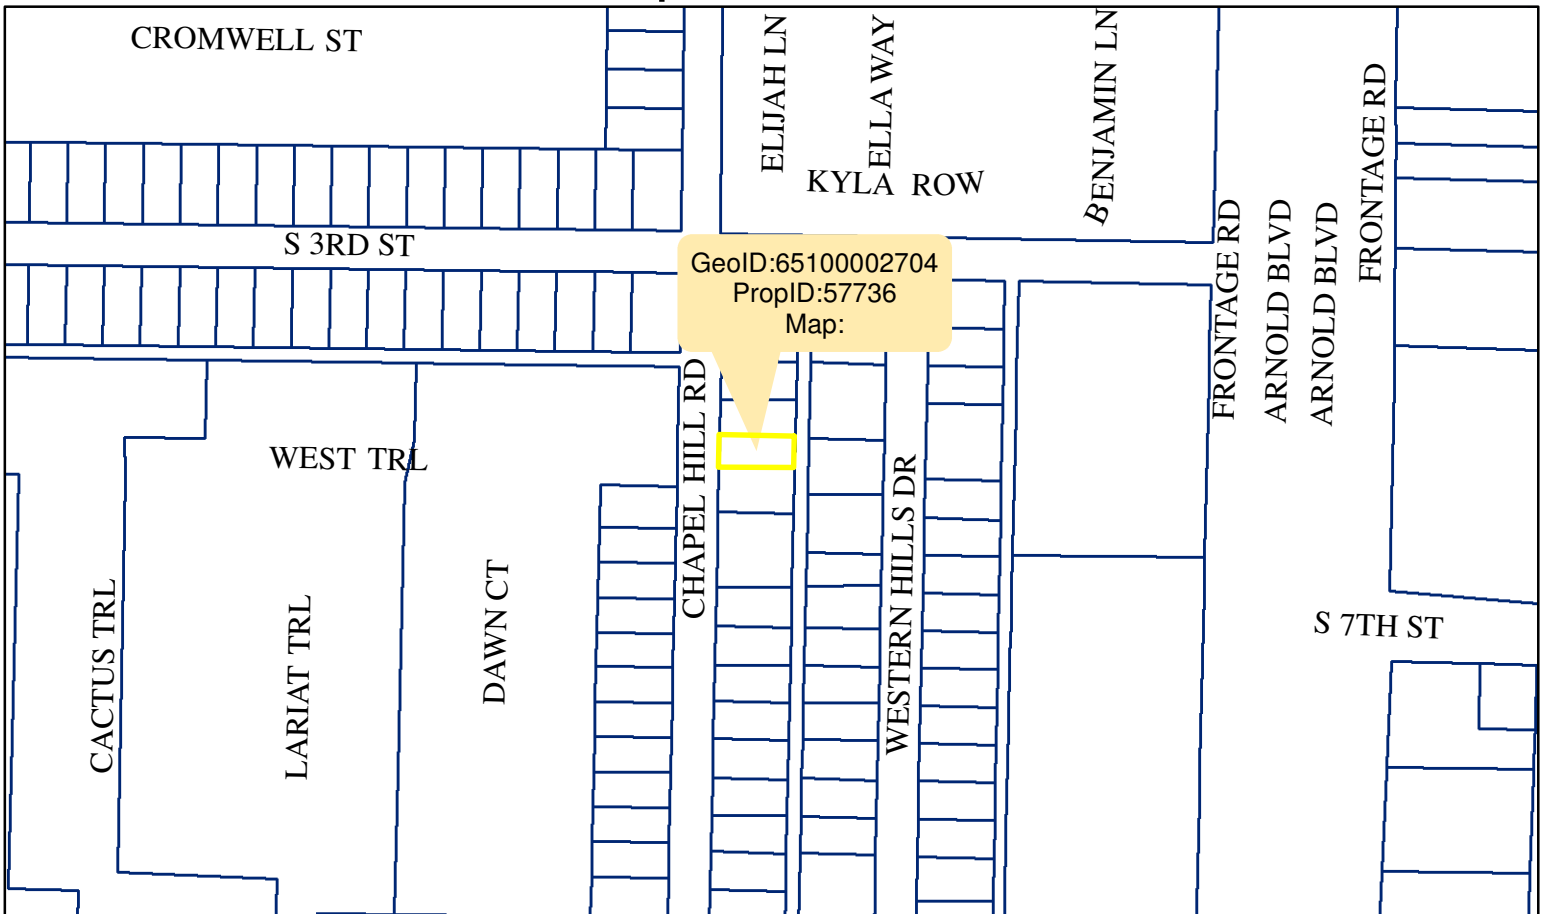 CROMWELL ST
ELIJAH LN
ELLA WAY
BENJAMIN LN
KYLA ROW
FRONTAGE RD
S 3RD ST
GeoID:65100002704
PropID:57736
Map:
FRONTAGE RD
ARNOLD BLVD
ARNOLD BLVD
WEST TRL
CHAPEL HILL RD
WESTERN HILLS DR
CACTUS TRL
LARIAT TRL
DAWN CT
S 7TH ST